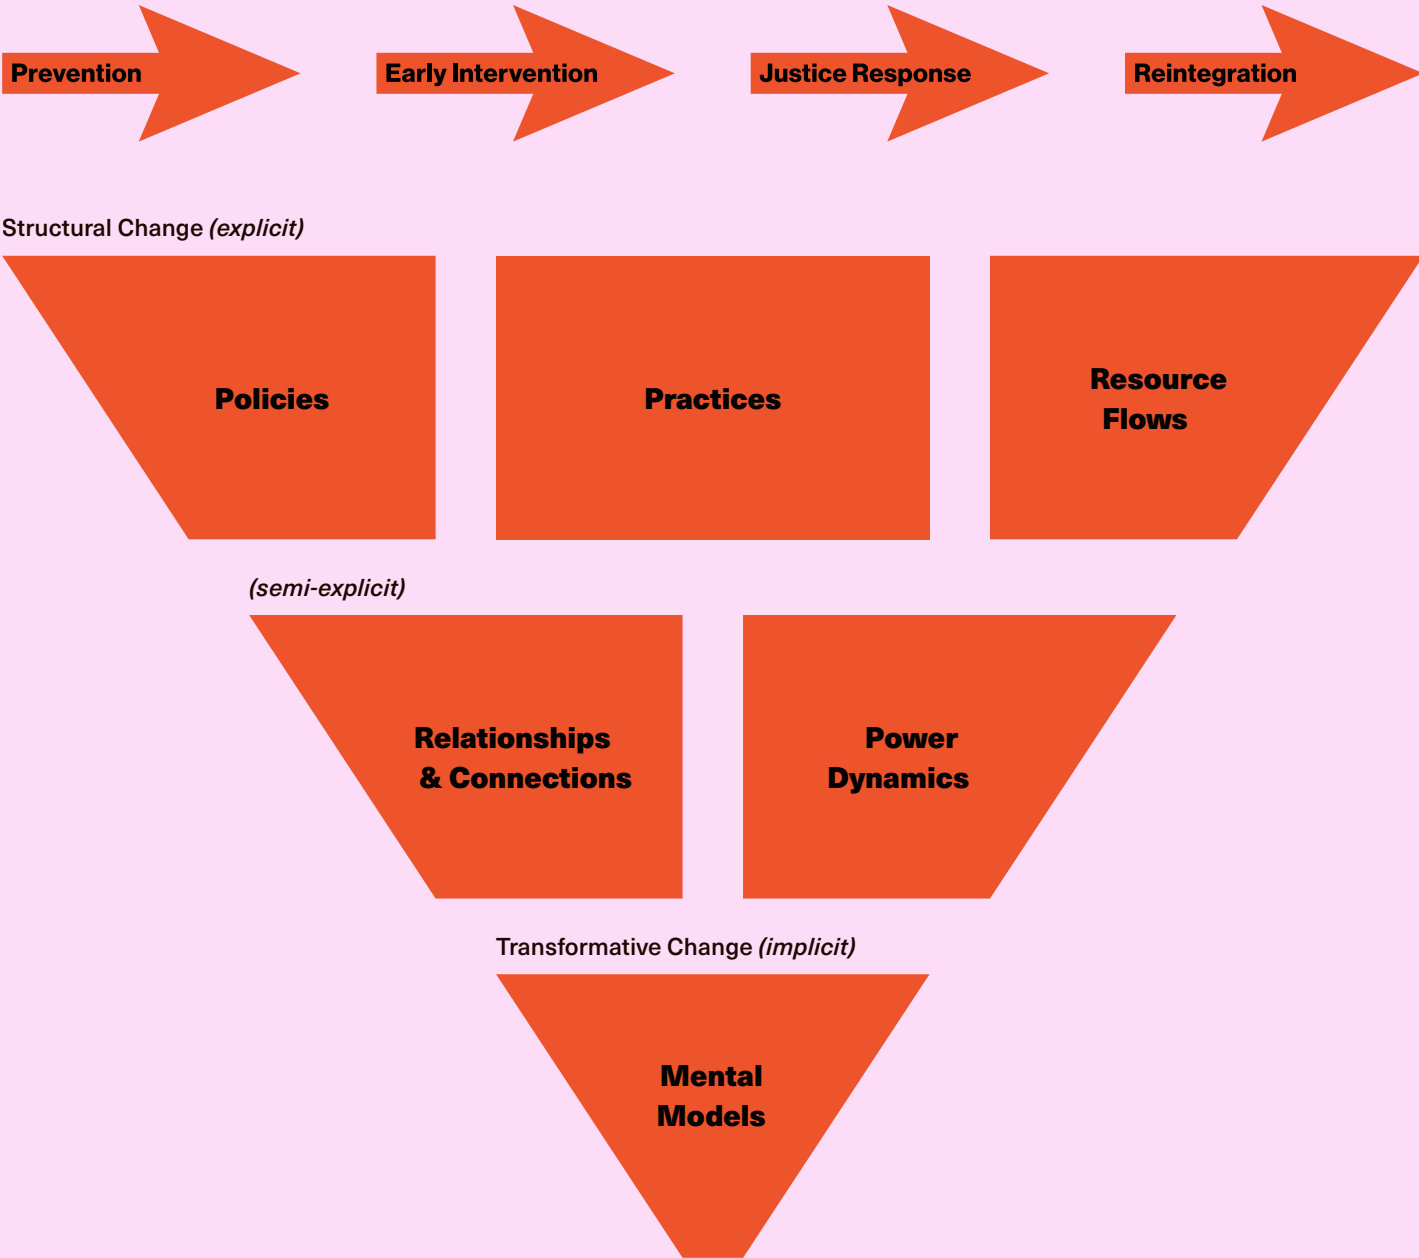 Prevention
Early Intervention
Justice Response
Reintegration
Structural Change (explicit)
Policies
Practices
Resource
Flows
(semi-explicit)
Relationships
& Connections
Power
Dynamics
Transformative Change (implicit)
Mental
Models